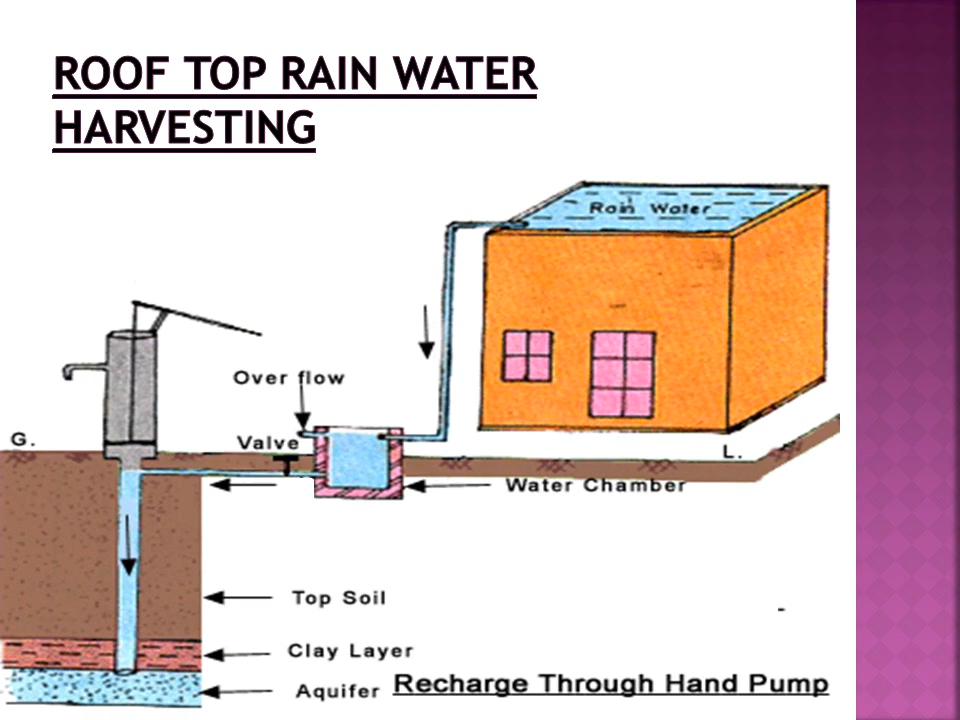 ROOF TOP RAIN WATER
HARVESTING
Rain Water
Over flow
G.
Valve
L.
Water Chamber
Top Soil
Clay Layer
Aquifer
Recharge Through Hand Pump